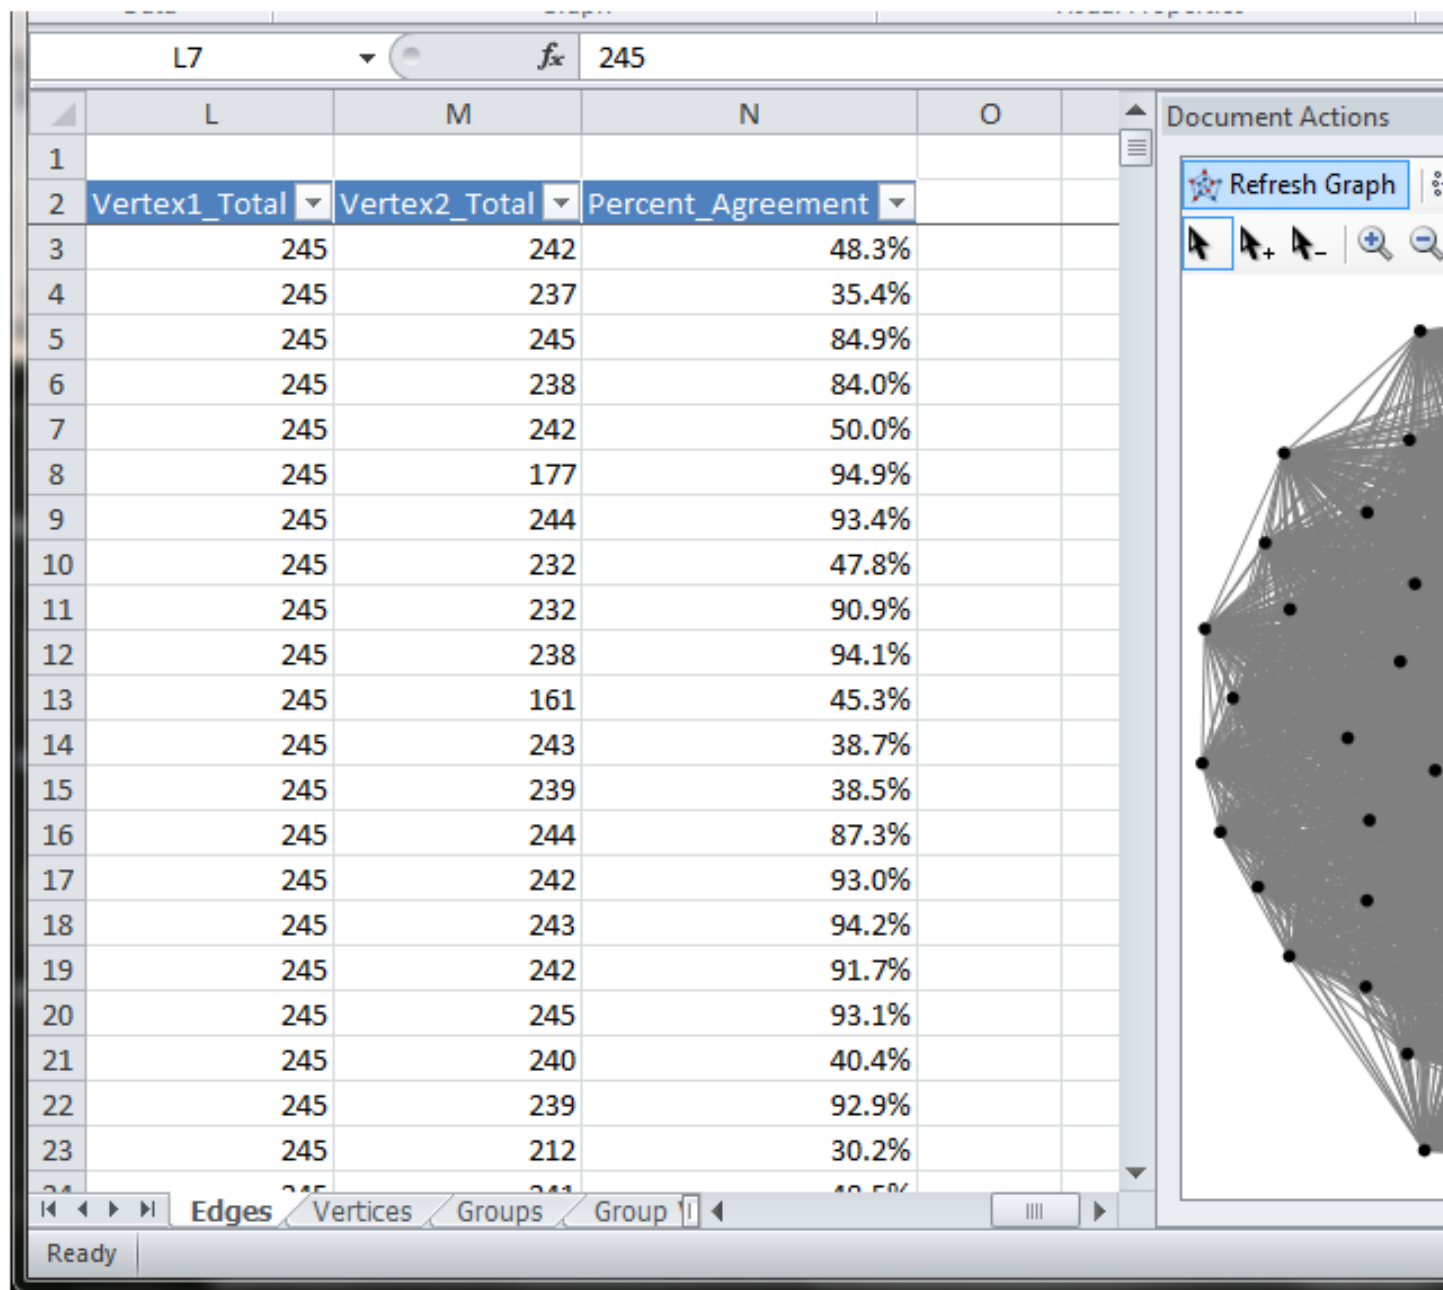 L7 fx 245
L M N O
Document Actions
1
2 Vertex1_Total Vertex2_Total Percent_Agreement
Refresh Graph
3 245 242 48.3%
4 245 237 35.4%
5 245 245 84.9%
6 245 238 84.0%
7 245 242 50.0%
8 245 177 94.9%
9 245 244 93.4%
10 245 232 47.8%
11 245 232 90.9%
12 245 238 94.1%
13 245 161 45.3%
14 245 243 38.7%
15 245 239 38.5%
16 245 244 87.3%
17 245 242 93.0%
18 245 243 94.2%
19 245 242 91.7%
20 245 245 93.1%
21 245 240 40.4%
22 245 239 92.9%
23 245 212 30.2%
Edges Vertices Groups Group
Ready